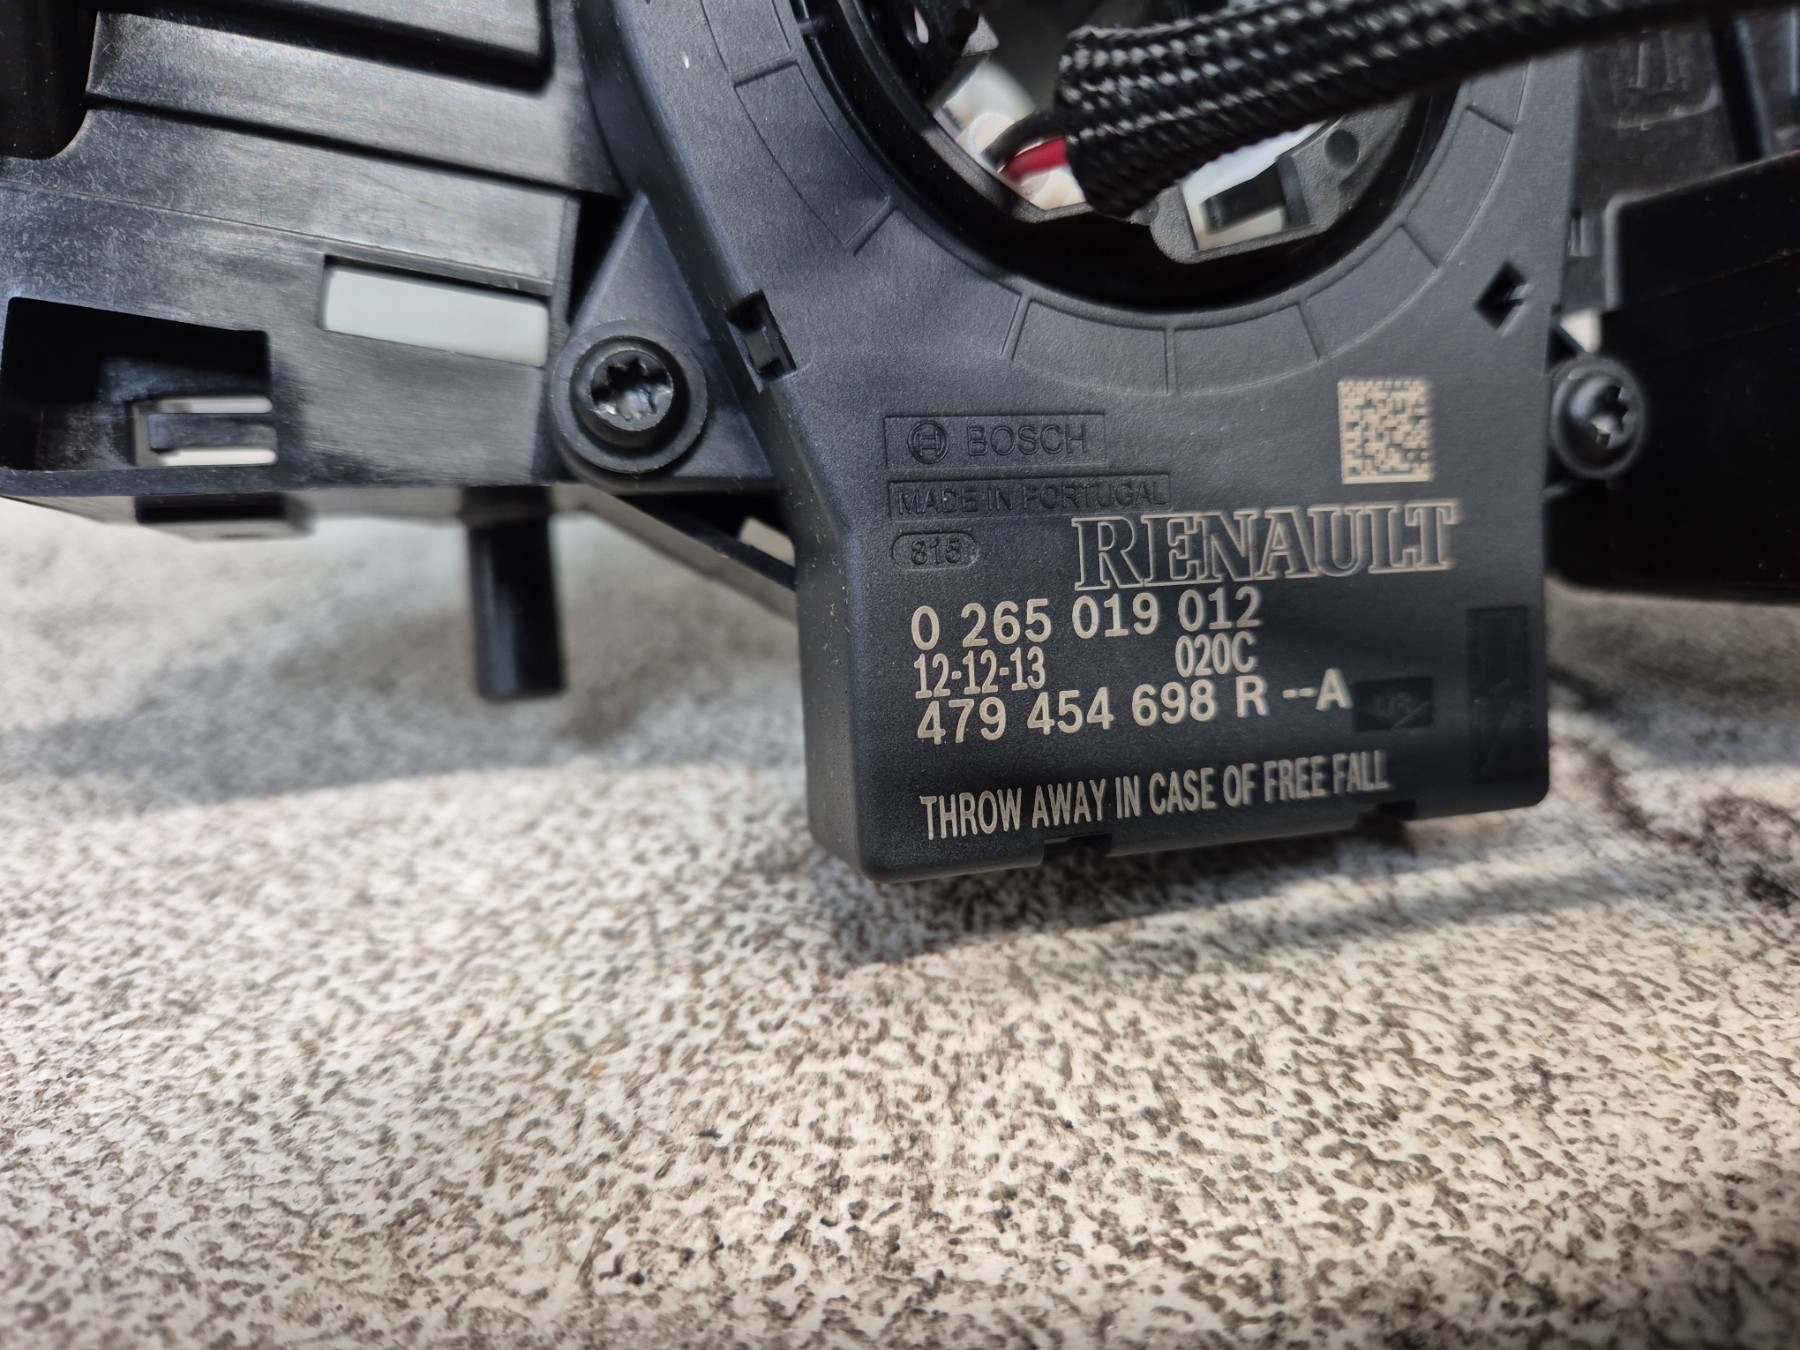 BOSCH
MADE IN PORTUGAL
815
RENAULT
0 265 019 012
12-12-13 020C
479 454 698 R --A
THROW AWAY IN CASE OF FREE FALL